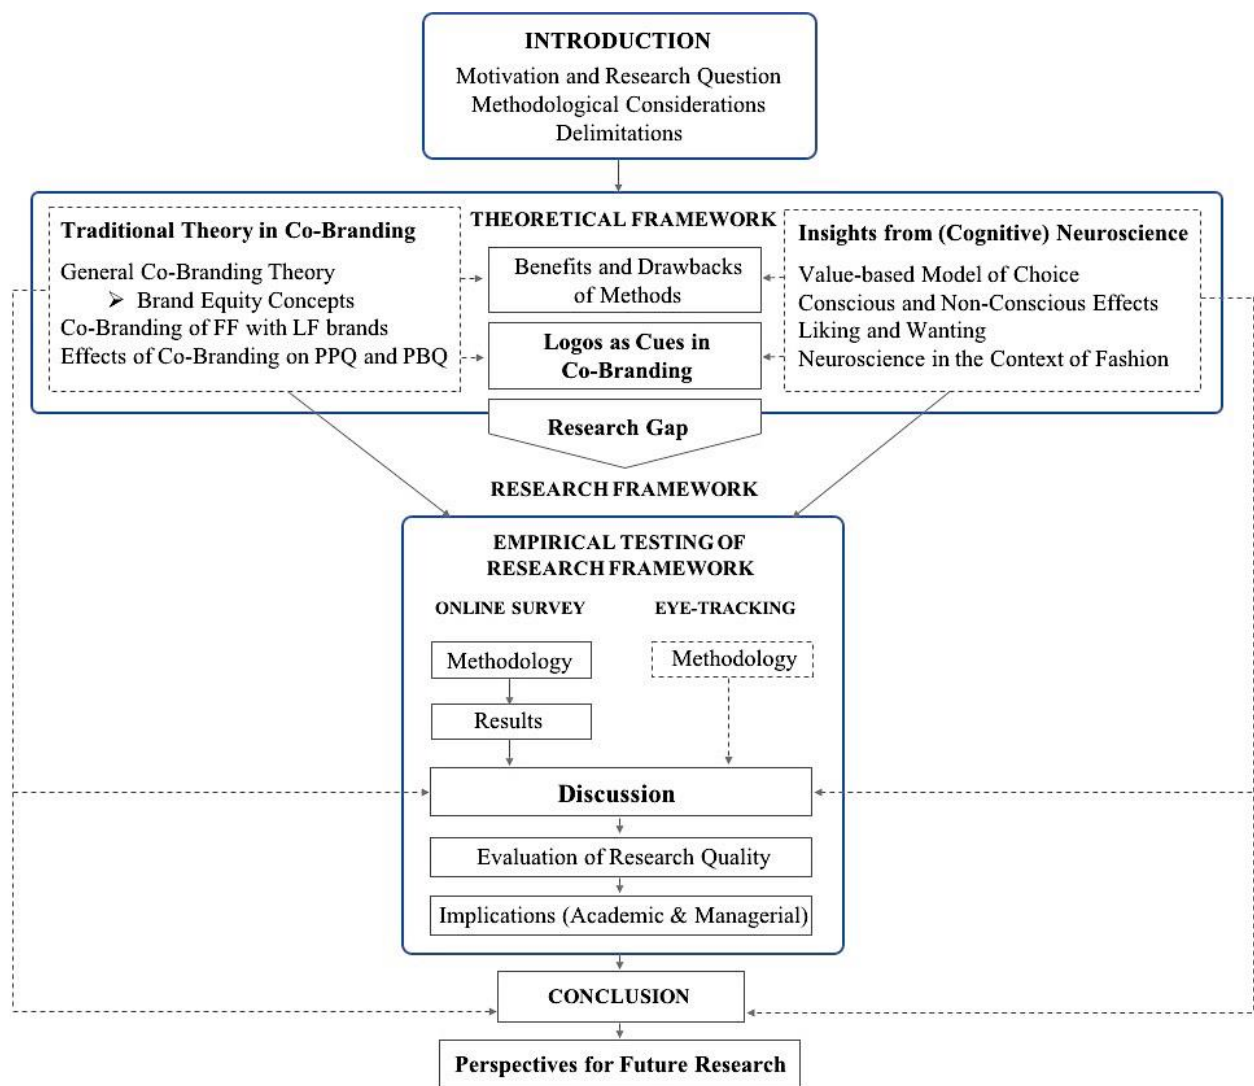 INTRODUCTION
Motivation and Research Question
Methodological Considerations
Delimitations
THEORETICAL FRAMEWORK
Traditional Theory in Co-Branding
General Co-Branding Theory
➢ Brand Equity Concepts
Co-Branding of FF with LF brands
Effects of Co-Branding on PPQ and PBQ
Benefits and Drawbacks
of Methods
Logos as Cues in
Co-Branding
Research Gap
Insights from (Cognitive) Neuroscience
Value-based Model of Choice
Conscious and Non-Conscious Effects
Liking and Wanting
Neuroscience in the Context of Fashion
RESEARCH FRAMEWORK
EMPIRICAL TESTING OF
RESEARCH FRAMEWORK
ONLINE SURVEY
Methodology
Results
EYE-TRACKING
Methodology
Discussion
Evaluation of Research Quality
Implications (Academic & Managerial)
CONCLUSION
Perspectives for Future Research